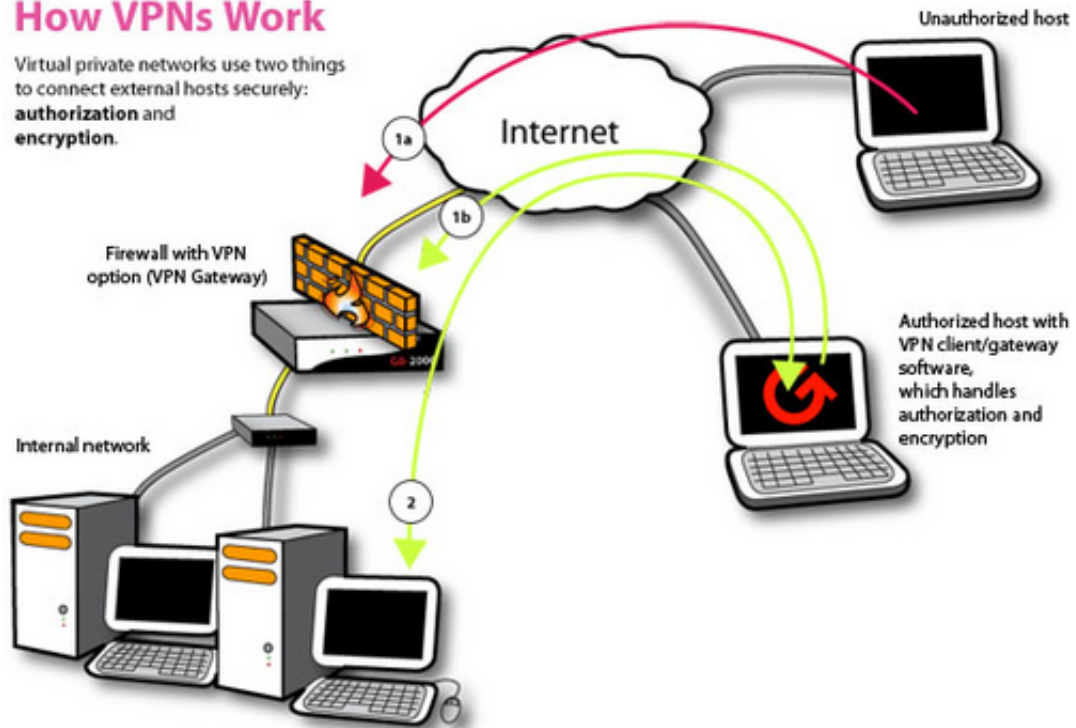 How VPNs Work
Virtual private networks use two things
to connect external hosts securely:
authorization and
encryption.
Unauthorized host
Internet
1a
1b
Firewall with VPN
option (VPN Gateway)
Authorized host with
VPN client/gateway
software,
which handles
authorization and
encryption
Internal network
2